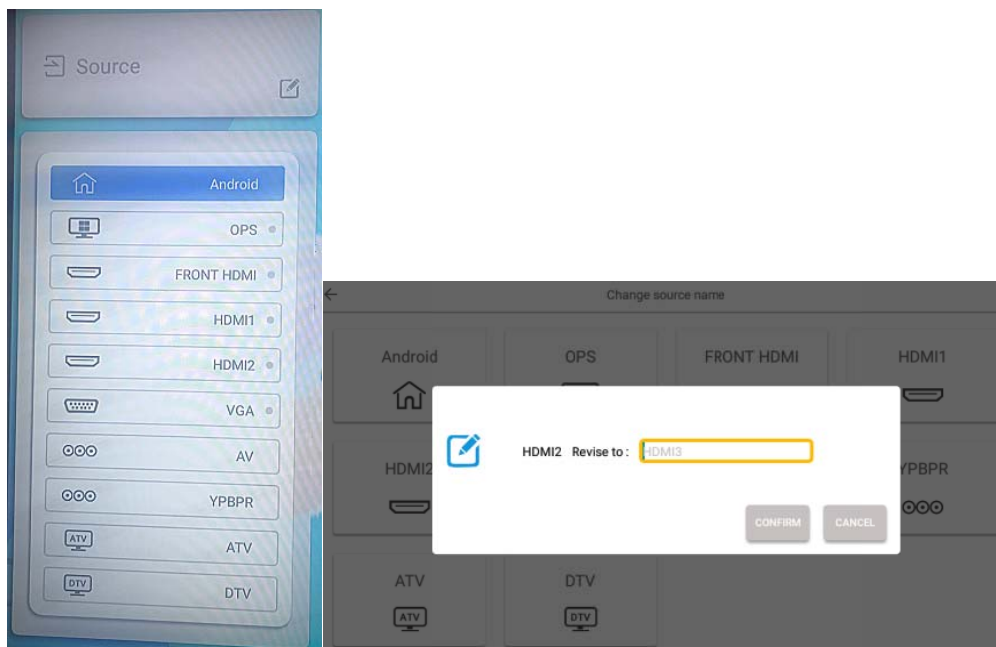 Source
Android
OPS
FRONT HDMI
HDMI1
HDMI2
VGA
AV
YPBPR
ATV
ATV
DTV
DTV
Change source name
Android
OPS
FRONT HDMI
HDMI1
HDMI2
YPBPR
HDMI2 Revise to : HDMI3
CONFIRM
CANCEL
ATV
DTV
ATV
DTV